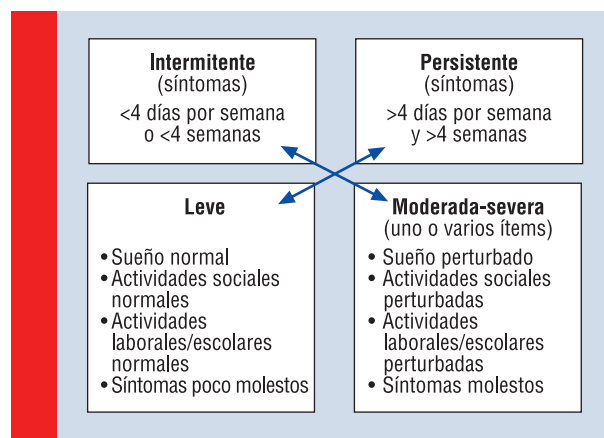 Intermitente
(síntomas)
<4 días por semana
o <4 semanas
Persistente
(síntomas)
>4 días por semana
y >4 semanas
Leve
• Sueño normal
• Actividades sociales
normales
• Actividades
laborales/escolares
normales
• Síntomas poco molestos
Moderada-severa
(uno o varios ítems)
• Sueño perturbado
• Actividades sociales
perturbadas
• Actividades
laborales/escolares
perturbadas
• Síntomas molestos